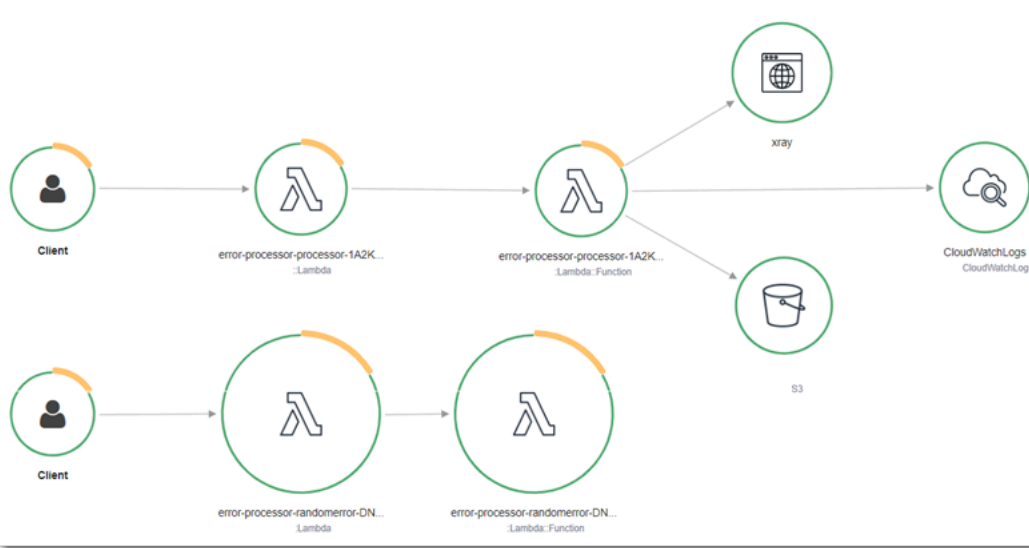 xray
Client
error-processor-processor-1A2K...
::Lambda
error-processor-processor-1A2K...
:Lambda::Function
CloudWatchLogs
CloudWatchLog
S3
Client
error-processor-randomerror-DN...
:Lambda
error-processor-randomerror-DN...
:Lambda::Function